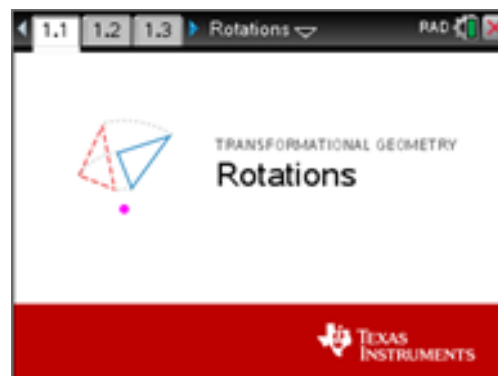 1.1 1.2 1.3 Rotations RAD
TRANSFORMATIONAL GEOMETRY
Rotations
TEXAS
INSTRUMENTS